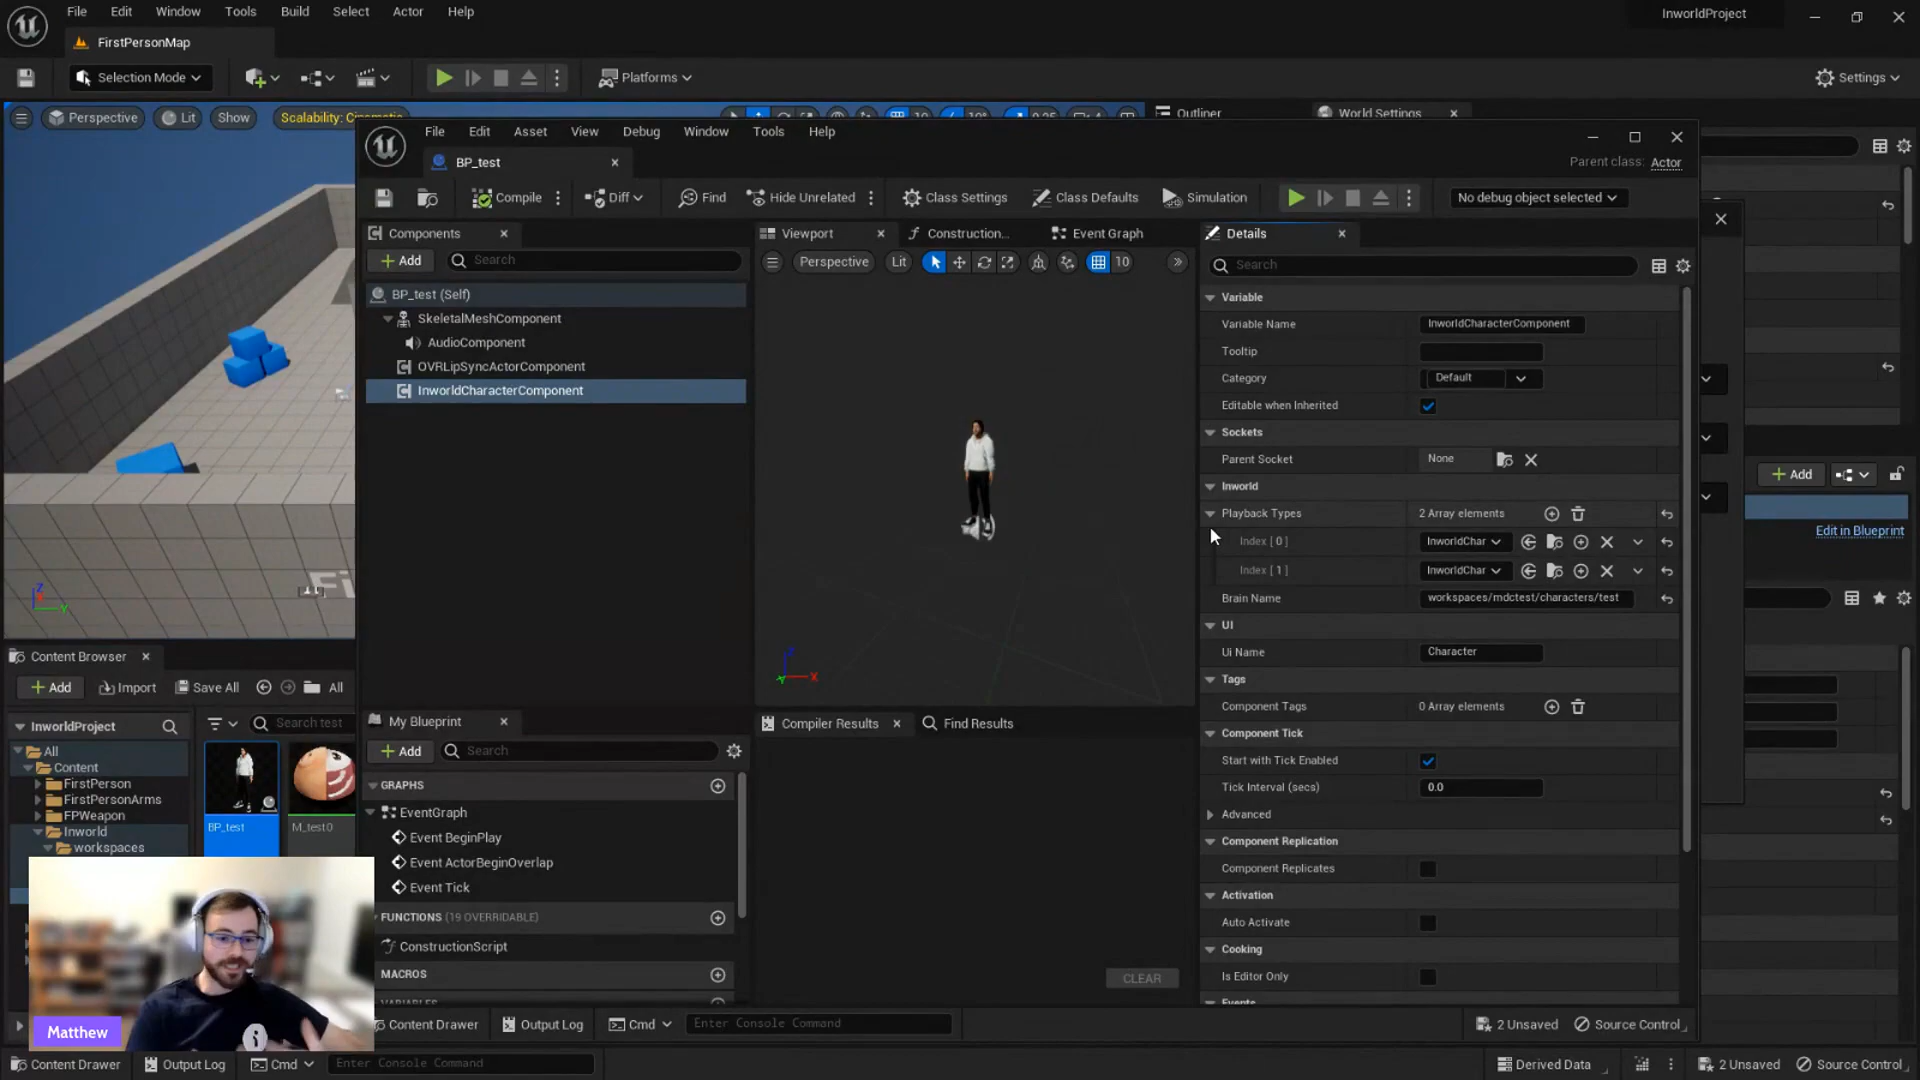 File Edit Window Tools Build Select Actor Help
InworldProject
FirstPersonMap
Selection Mode
Platforms
Settings
Perspective Lit Show
Outliner
World Settings
File Edit Asset View Debug Window Tools Help
BP_test
Parent class: Actor
Compile Diff Find Hide Unrelated Class Settings Class Defaults Simulation No debug object selected
Components
Viewport
Construction...
Event Graph
Details
Add
Search
Perspective Lit 10
Search
BP_test (Self)
SkeletalMeshComponent
AudioComponent
OVRLipSyncActorComponent
InworldCharacterComponent
Variable
Variable Name InworldCharacterComponent
Tooltip
Category Default
Editable when Inherited
Sockets
Parent Socket None
Inworld
Playback Types 2 Array elements
Index [ 0 ] InworldChar
Index [ 1 ] InworldChar
Brain Name workspaces/mdctest/characters/test
UI
Ui Name Character
Tags
Component Tags 0 Array elements
Component Tick
Start with Tick Enabled
Tick Interval (secs) 0.0
Advanced
Component Replication
Component Replicates
Activation
Auto Activate
Cooking
Is Editor Only
Events
Add
Edit in Blueprint
Z
Y
Z
X
Y
Content Browser
Add Import Save All All
InworldProject
Search test
All
Content
FirstPerson
FirstPersonArms
FPWeapon
Inworld
workspaces
BP_test
M_test0
My Blueprint
Add
Search
GRAPHS
EventGraph
Event BeginPlay
Event ActorBeginOverlap
Event Tick
FUNCTIONS (19 OVERRIDABLE)
ConstructionScript
MACROS
VARIABLES
Compiler Results
Find Results
CLEAR
Matthew
Content Drawer Output Log Cmd Enter Console Command 2 Unsaved Source Control
Content Drawer Output Log Cmd Enter Console Command Derived Data 2 Unsaved Source Control